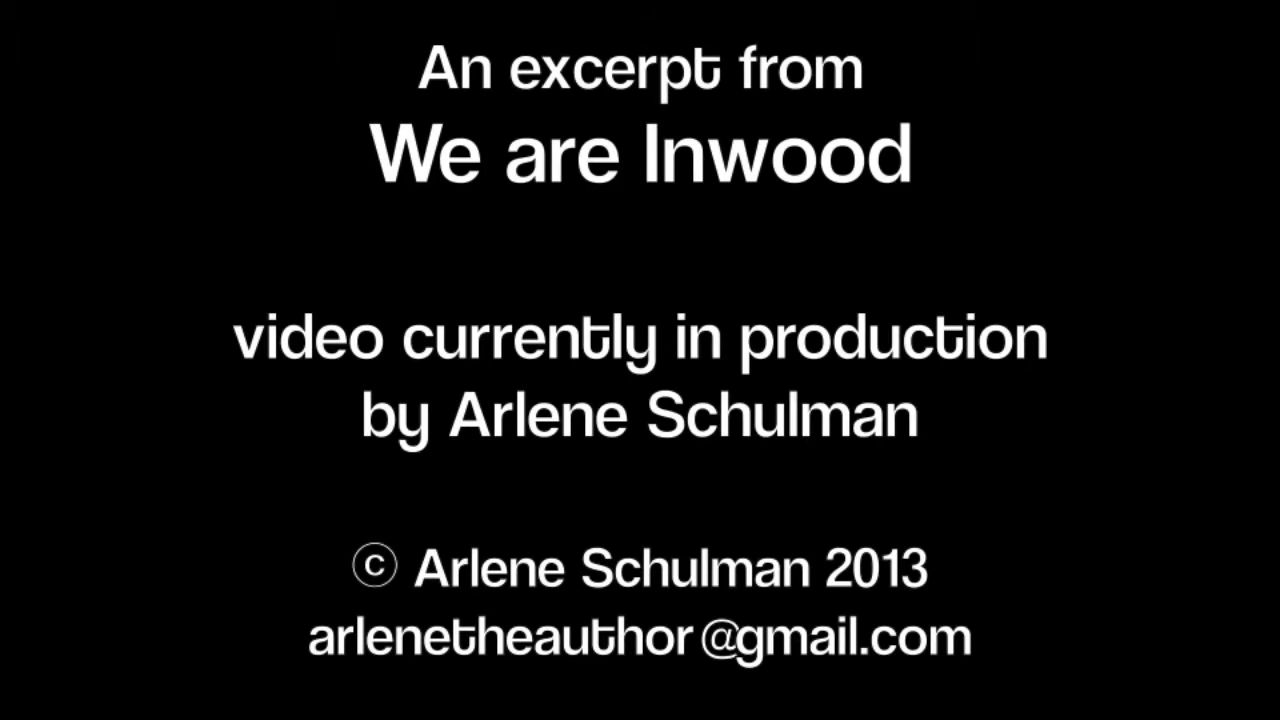 An excerpt from
We are Inwood
video currently in production
by Arlene Schulman
© Arlene Schulman 2013
arlenetheauthor@gmail.com